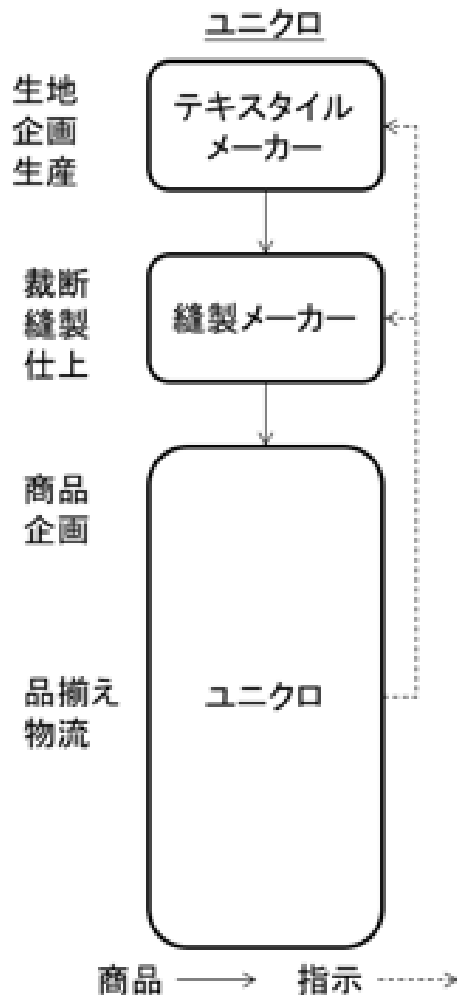 ユニクロ
生地
企画
生産
テキスタイル
メーカー
裁断
縫製
仕上
縫製メーカー
商品
企画
品揃え
物流
ユニクロ
商品
指示